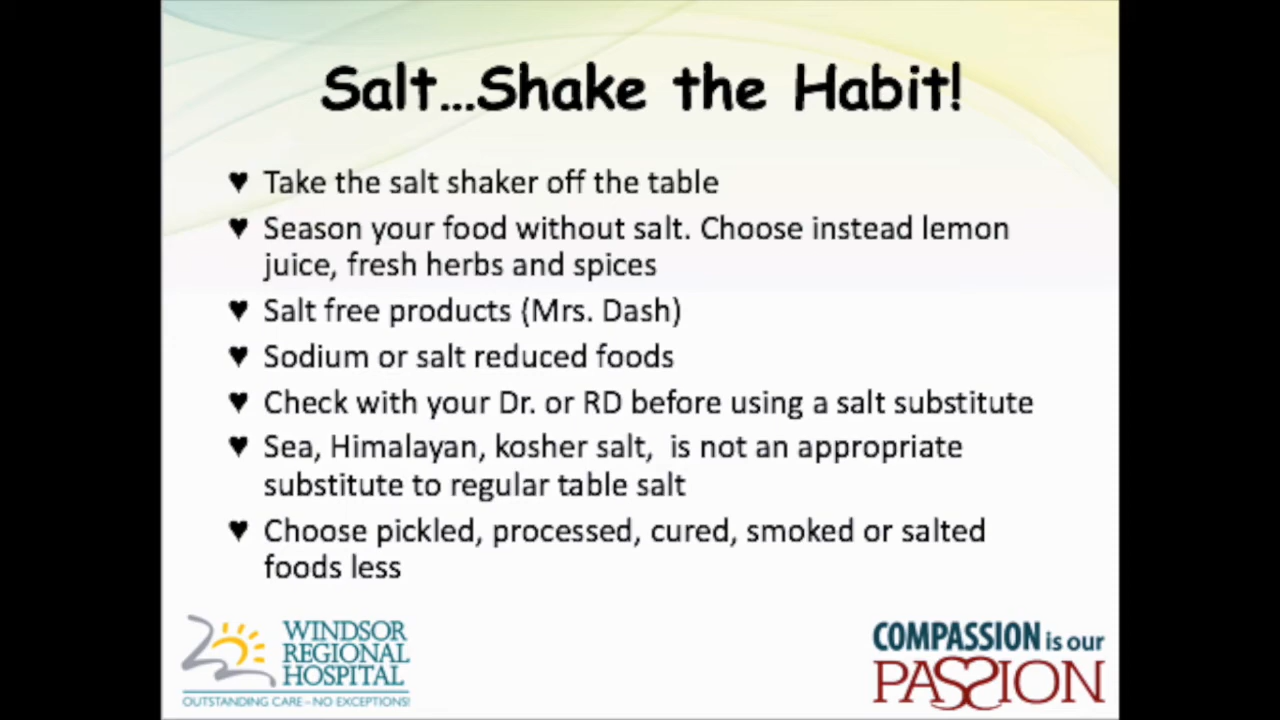 Salt...Shake the Habit!
♥ Take the salt shaker off the table
♥ Season your food without salt. Choose instead lemon
juice, fresh herbs and spices
♥ Salt free products (Mrs. Dash)
♥ Sodium or salt reduced foods
♥ Check with your Dr. or RD before using a salt substitute
♥ Sea, Himalayan, kosher salt,  is not an appropriate
substitute to regular table salt
♥ Choose pickled, processed, cured, smoked or salted
foods less
WINDSOR
REGIONAL
HOSPITAL
OUTSTANDING CARE – NO EXCEPTIONS!
COMPASSION is our
PASSION